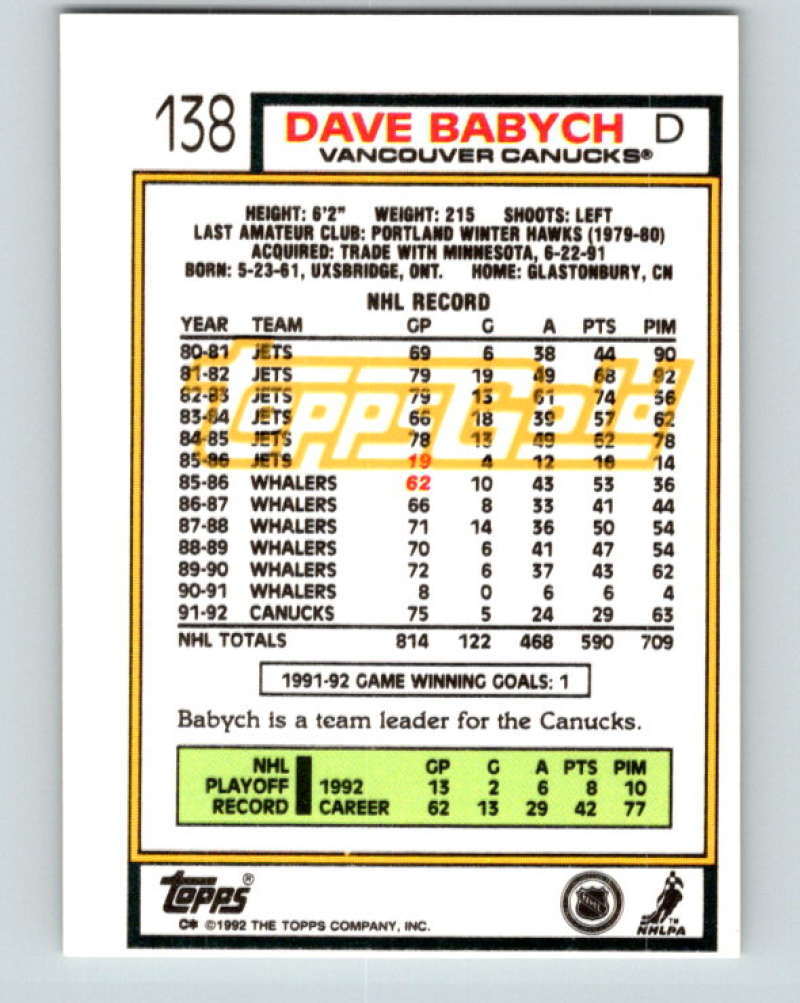 138
DAVE BABYCH D
VANCOUVER CANUCKS®
HEIGHT: 6'2" WEIGHT: 215 SHOOTS: LEFT
LAST AMATEUR CLUB: PORTLAND WINTER HAWKS (1979-80)
ACQUIRED: TRADE WITH MINNESOTA, 6-22-91
BORN: 5-23-61, UXSBRIDGE, ONT. HOME: GLASTONBURY, CN
NHL RECORD
YEAR TEAM GP G A PTS PIM
80-81 JETS 69 6 38 44 90
81-82 JETS 79 19 49 68 92
82-83 JETS 79 13 61 74 56
83-84 JETS 66 18 39 57 62
84-85 JETS 78 13 49 62 78
85-86 JETS 19 4 12 16 14
85-86 WHALERS 62 10 43 53 36
86-87 WHALERS 66 8 33 41 44
87-88 WHALERS 71 14 36 50 54
88-89 WHALERS 70 6 41 47 54
89-90 WHALERS 72 6 37 43 62
90-91 WHALERS 8 0 6 6 4
91-92 CANUCKS 75 5 24 29 63
NHL TOTALS 814 122 468 590 709
Topps Gold
1991-92 GAME WINNING GOALS: 1
Babych is a team leader for the Canucks.
NHL GP G A PTS PIM
PLAYOFF 1992 13 2 6 8 10
RECORD CAREER 62 13 29 42 77
Topps®
C* ©1992 THE TOPPS COMPANY, INC.
NHL
™
NHLPA